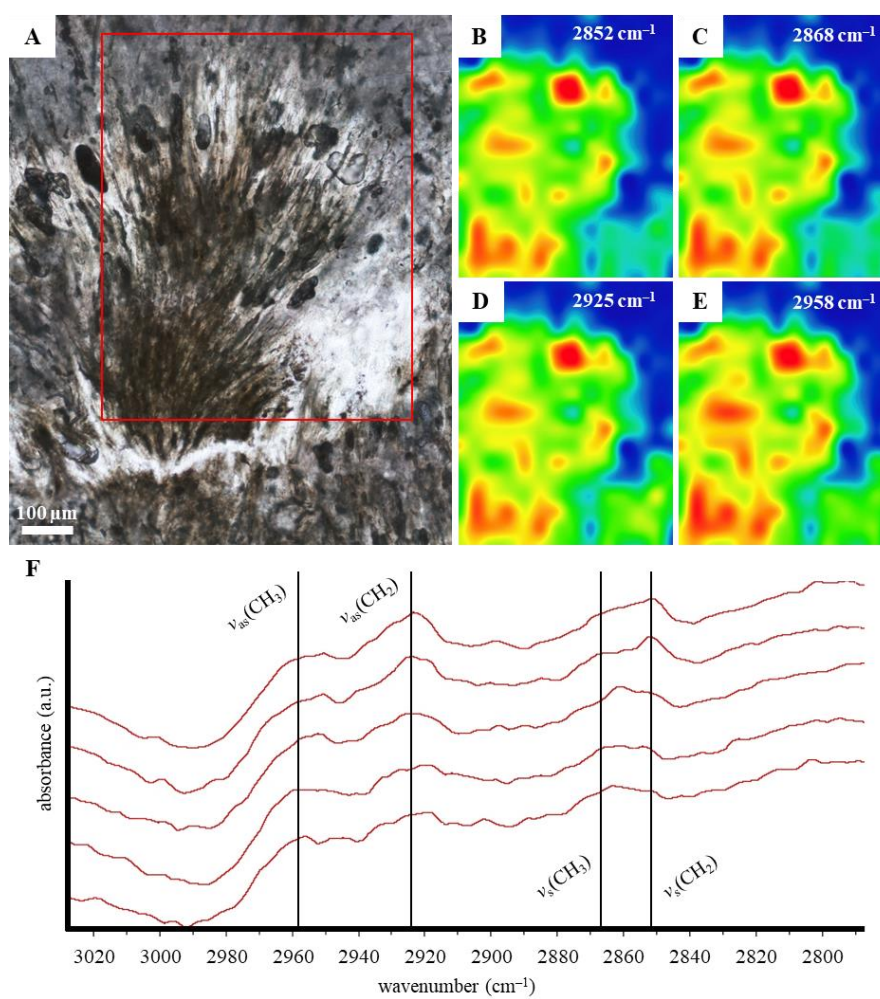 A
B
2852 cm⁻¹
C
2868 cm⁻¹
D
2925 cm⁻¹
E
2958 cm⁻¹
100 µm
F
νas(CH₃)
νas(CH₂)
νs(CH₃)
νs(CH₂)
absorbance (a.u.)
3020 3000 2980 2960 2940 2920 2900 2880 2860 2840 2820 2800
wavenumber (cm⁻¹)